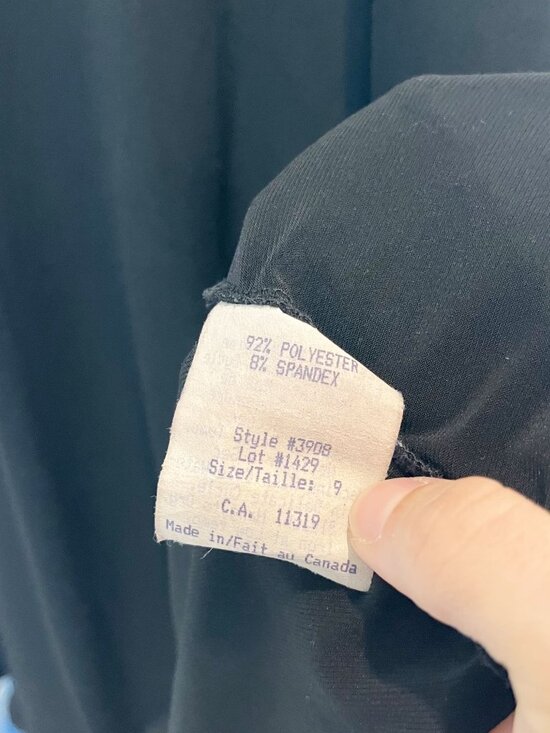 92% POLYESTER
8% SPANDEX
Style #3908
Lot #1429
Size/Taille: 9
C.A. 11319
Made in/Fait au Canada